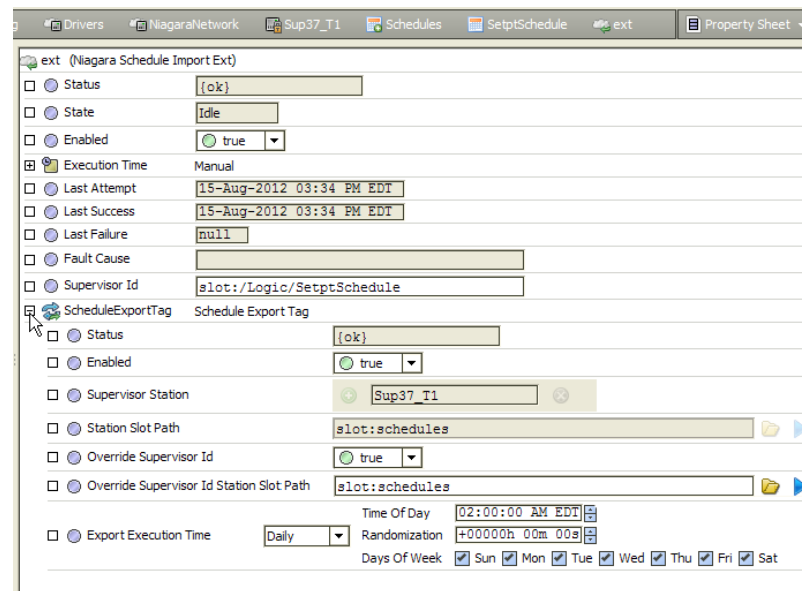 g Drivers NiagaraNetwork Sup37_T1 Schedules SetptSchedule ext Property Sheet
ext (Niagara Schedule Import Ext)
Status {ok}
State Idle
Enabled true
Execution Time Manual
Last Attempt 15-Aug-2012 03:34 PM EDT
Last Success 15-Aug-2012 03:34 PM EDT
Last Failure null
Fault Cause
Supervisor Id slot:/Logic/SetptSchedule
ScheduleExportTag Schedule Export Tag
Status {ok}
Enabled true
Supervisor Station Sup37_T1
Station Slot Path slot:schedules
Override Supervisor Id true
Override Supervisor Id Station Slot Path slot:schedules
Time Of Day 02:00:00 AM EDT
Export Execution Time Daily Randomization +00000h 00m 00s
Days Of Week Sun Mon Tue Wed Thu Fri Sat